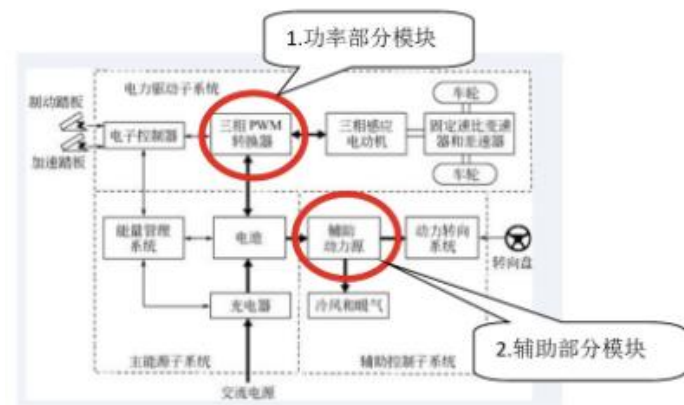 1.功率部分模块
电力驱动子系统
制动踏板
加速踏板
电子控制器
三相 PWM
转换器
三相感应
电动机
固定速比变速
器和差速器
车轮
车轮
能量管理
系统
电池
辅助
动力源
动力转向
系统
转向盘
充电器
冷风和暖气
主能源子系统
辅助控制子系统
2.辅助部分模块
交流电源